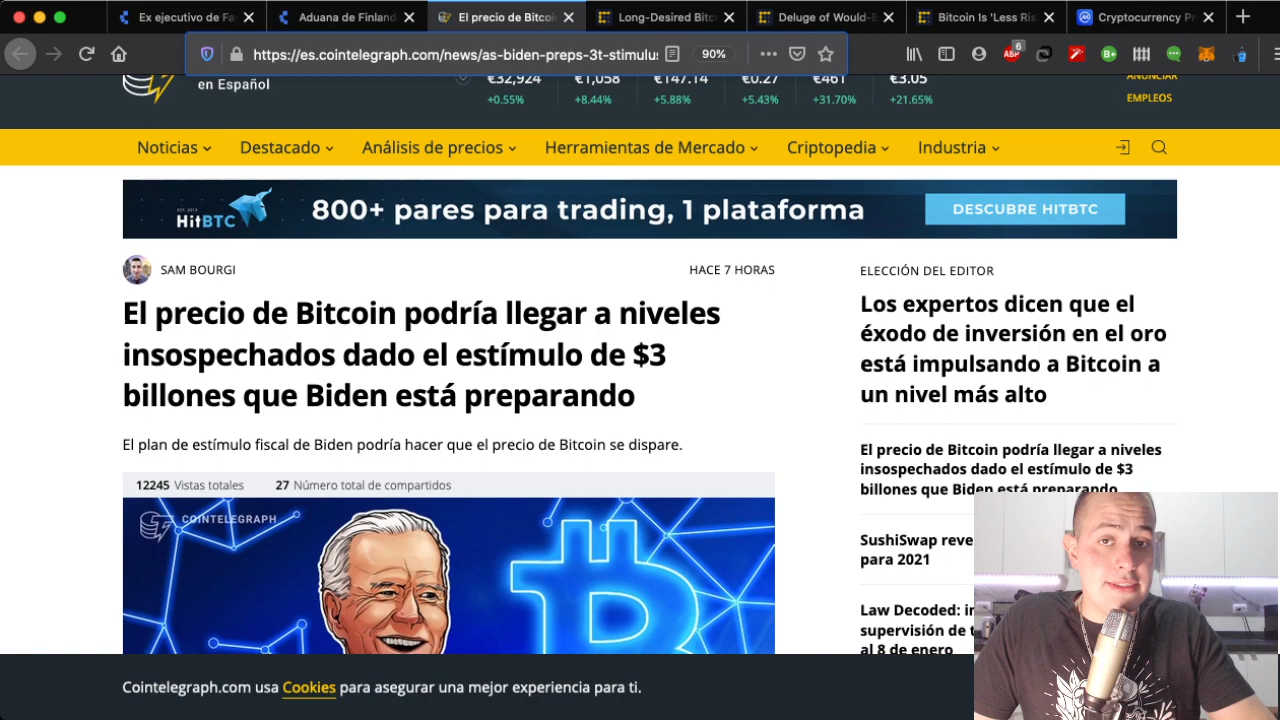 Ex ejecutivo de Fa
Aduana de Finland
El precio de Bitcoi
Long-Desired Bitc
Deluge of Would-B
Bitcoin Is 'Less Ris
Cryptocurrency Pr
https://es.cointelegraph.com/news/as-biden-preps-3t-stimulus
90%
6
ABP
B+
en Español
€32,924
€1,058
€147.14
€0.27
€461
€3.05
+0.55%
+8.44%
+5.88%
+5.43%
+31.70%
+21.65%
ANUNCIAR
EMPLEOS
Noticias
Destacado
Análisis de precios
Herramientas de Mercado
Criptopedia
Industria
HitBTC
800+ pares para trading, 1 plataforma
DESCUBRE HITBTC
SAM BOURGI
HACE 7 HORAS
El precio de Bitcoin podría llegar a niveles
insospechados dado el estímulo de $3
billones que Biden está preparando
El plan de estímulo fiscal de Biden podría hacer que el precio de Bitcoin se dispare.
12245 Vistas totales
27 Número total de compartidos
COINTELEGRAPH
ELECCIÓN DEL EDITOR
Los expertos dicen que el
éxodo de inversión en el oro
está impulsando a Bitcoin a
un nivel más alto
El precio de Bitcoin podría llegar a niveles
insospechados dado el estímulo de $3
billones que Biden está preparando
SushiSwap reve
para 2021
Law Decoded: in
supervisión de t
al 8 de enero
Cointelegraph.com usa Cookies para asegurar una mejor experiencia para ti.